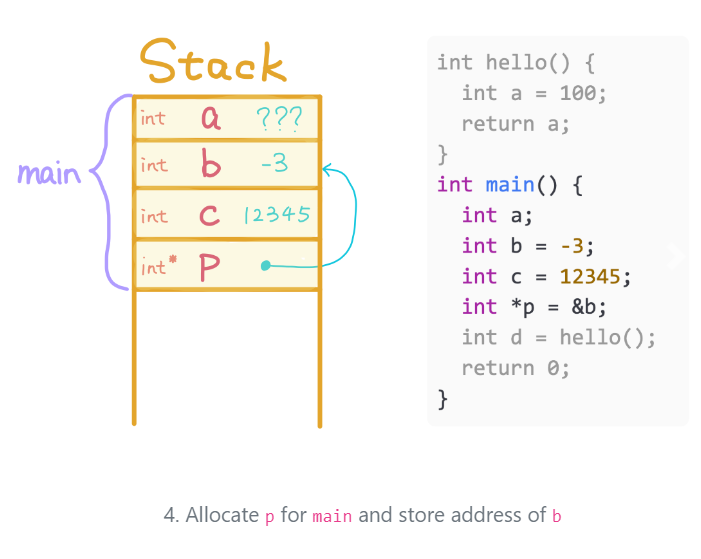 Stack
main
int a ???
int b -3
int c 12345
int* p
int hello() {
  int a = 100;
  return a;
}
int main() {
  int a;
  int b = -3;
  int c = 12345;
  int *p = &b;
  int d = hello();
  return 0;
}
4. Allocate p for main and store address of b